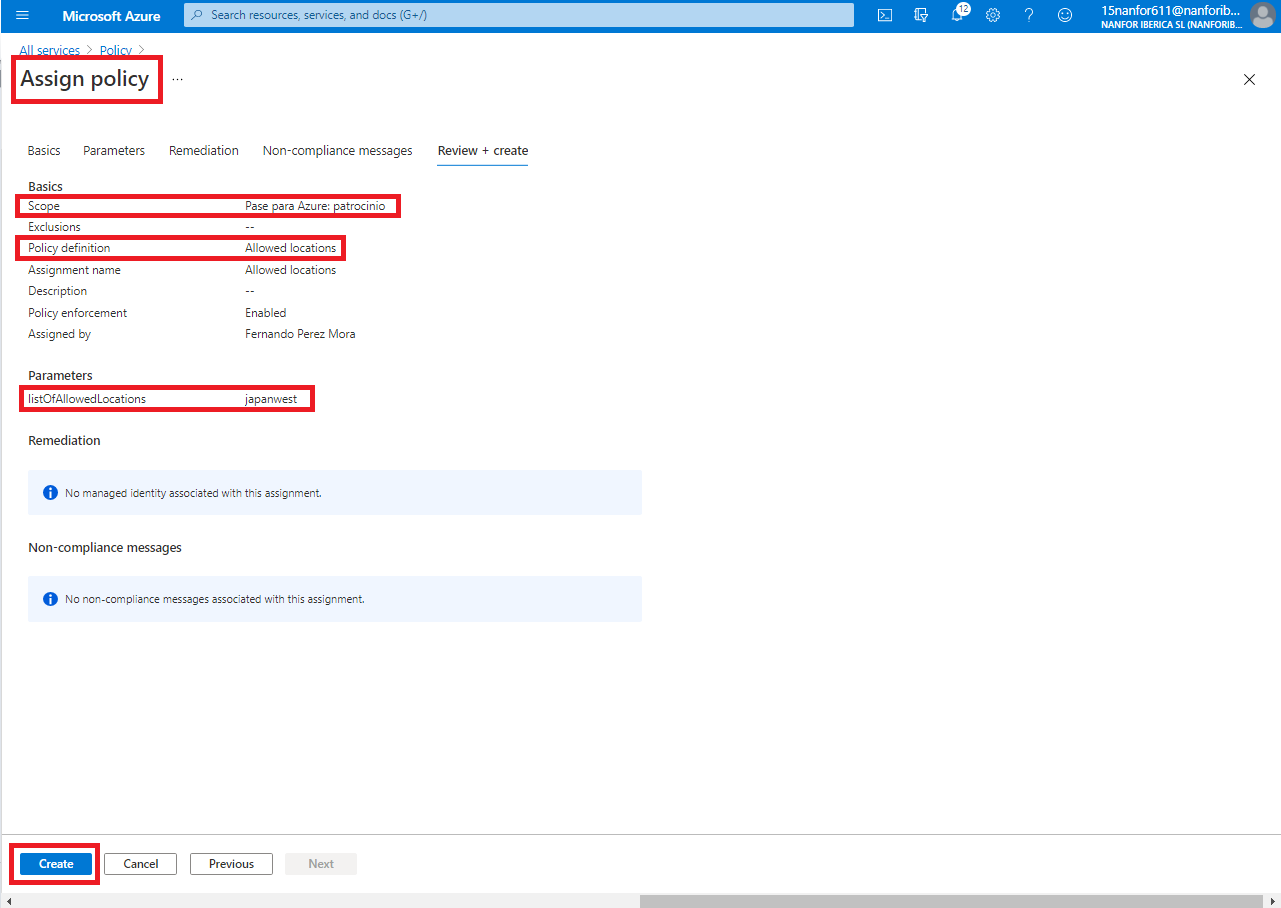 Microsoft Azure
Search resources, services, and docs (G+/)
12
15nanfor611@nanforib...
NANFOR IBERICA SL (NANFORIB...
All services > Policy >
Assign policy ...
Basics Parameters Remediation Non-compliance messages Review + create
Basics
Scope Pase para Azure: patrocinio
Exclusions --
Policy definition Allowed locations
Assignment name Allowed locations
Description --
Policy enforcement Enabled
Assigned by Fernando Perez Mora
Parameters
listOfAllowedLocations japanwest
Remediation
No managed identity associated with this assignment.
Non-compliance messages
No non-compliance messages associated with this assignment.
Create Cancel Previous Next